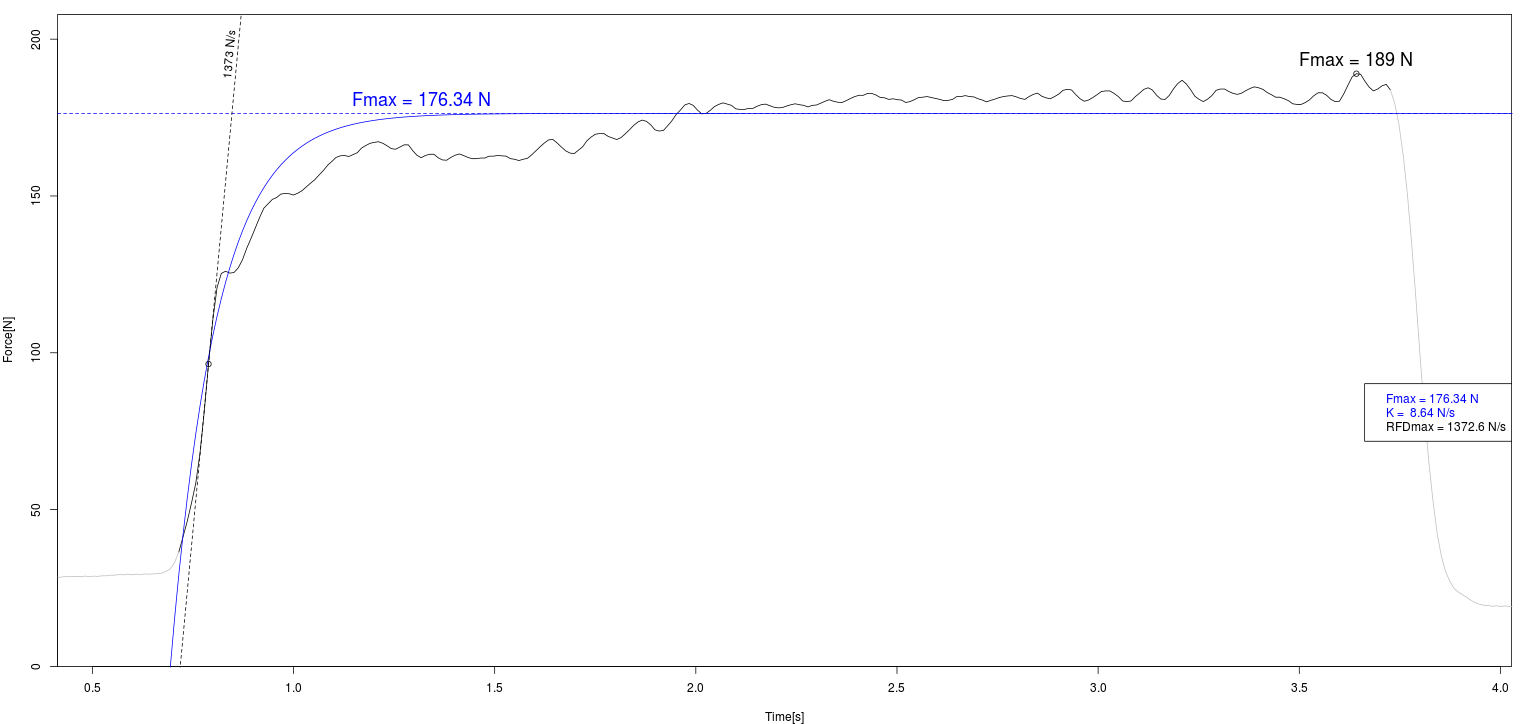 1373 N/s
Fmax = 189 N
Fmax = 176.34 N
200
150
100
50
0
Force[N]
Fmax = 176.34 N
K = 8.64 N/s
RFDmax = 1372.6 N/s
0.5 1.0 1.5 2.0 2.5 3.0 3.5 4.0
Time[s]